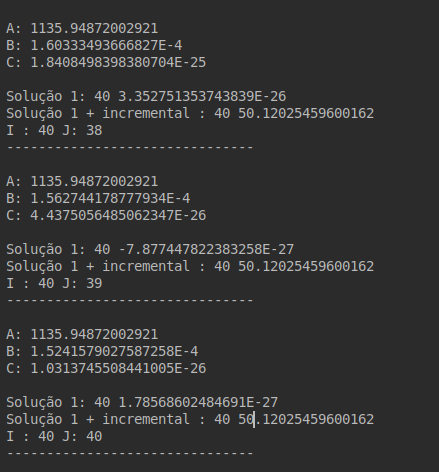 A: 1135.94872002921
B: 1.60333493666827E-4
C: 1.8408498398380704E-25
Solução 1: 40 3.352751353743839E-26
Solução 1 + incremental : 40 50.12025459600162
I : 40 J: 38
-------------------------------
A: 1135.94872002921
B: 1.562744178777934E-4
C: 4.4375056485062347E-26
Solução 1: 40 -7.877447822383258E-27
Solução 1 + incremental : 40 50.12025459600162
I : 40 J: 39
-------------------------------
A: 1135.94872002921
B: 1.5241579027587258E-4
C: 1.0313745508441005E-26
Solução 1: 40 1.78568602484691E-27
Solução 1 + incremental : 40 50.12025459600162
I : 40 J: 40
-------------------------------